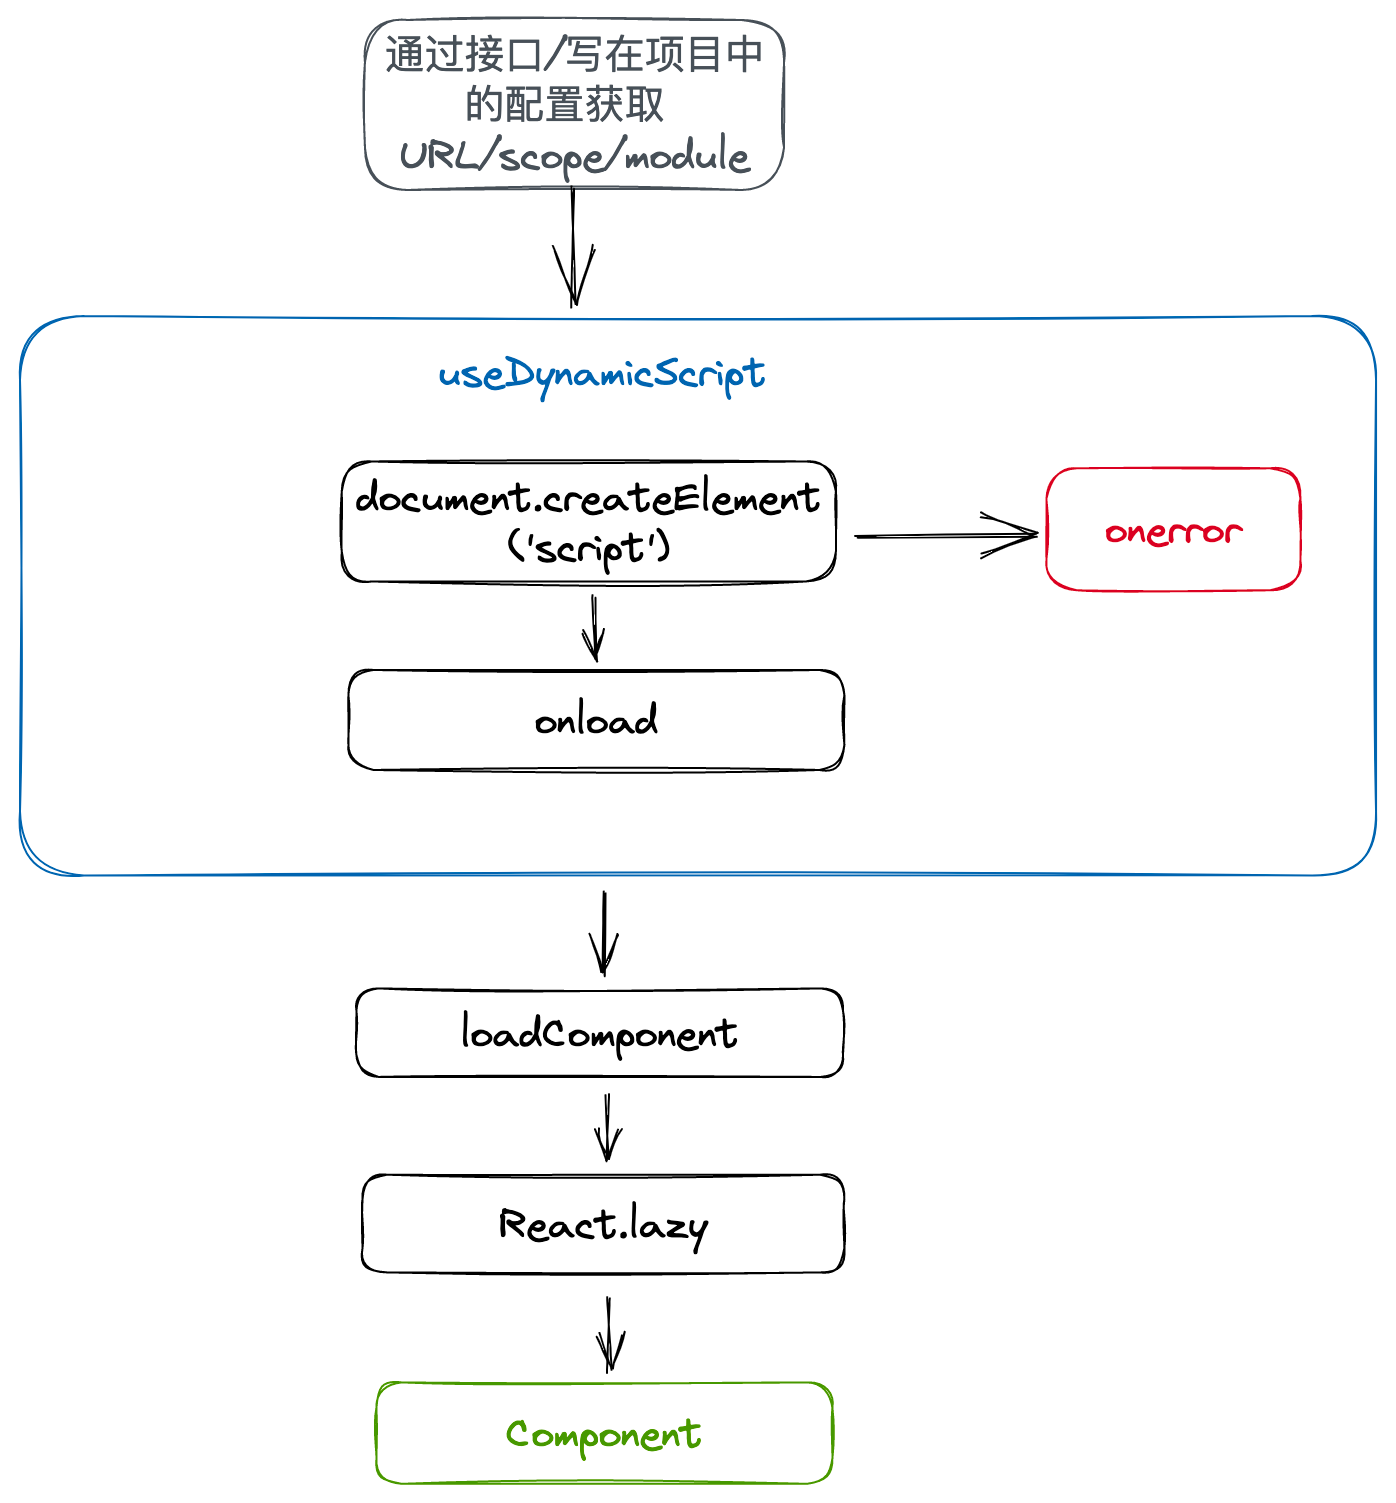 通过接口/写在项目中
的配置获取
URL/scope/module
useDynamicScript
document.createElement
('script')
onerror
onload
loadComponent
React.lazy
Component